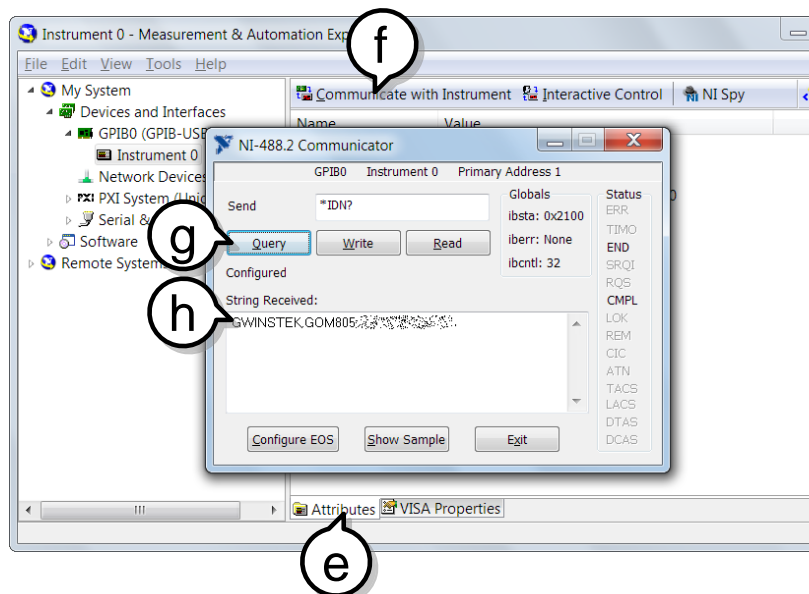 Instrument 0 - Measurement & Automation Exp
f
File Edit View Tools Help
My System
Devices and Interfaces
GPIB0 (GPIB-USB
Instrument 0
Network Devices
PXI PXI System
Serial &
Software
Remote Systems
Communicate with Instrument Interactive Control NI Spy
Name Value
NI-488.2 Communicator
GPIB0 Instrument 0 Primary Address 1
Send *IDN?
g
Query Write Read
Configured
Globals
ibsta: 0x2100
iberr: None
ibcntl: 32
Status
ERR
TIMO
END
SRQI
RQS
CMPL
LOK
REM
CIC
ATN
TACS
LACS
DTAS
DCAS
h
String Received:
GWINSTEK,GOM805
Configure EOS Show Sample Exit
Attributes VISA Properties
e